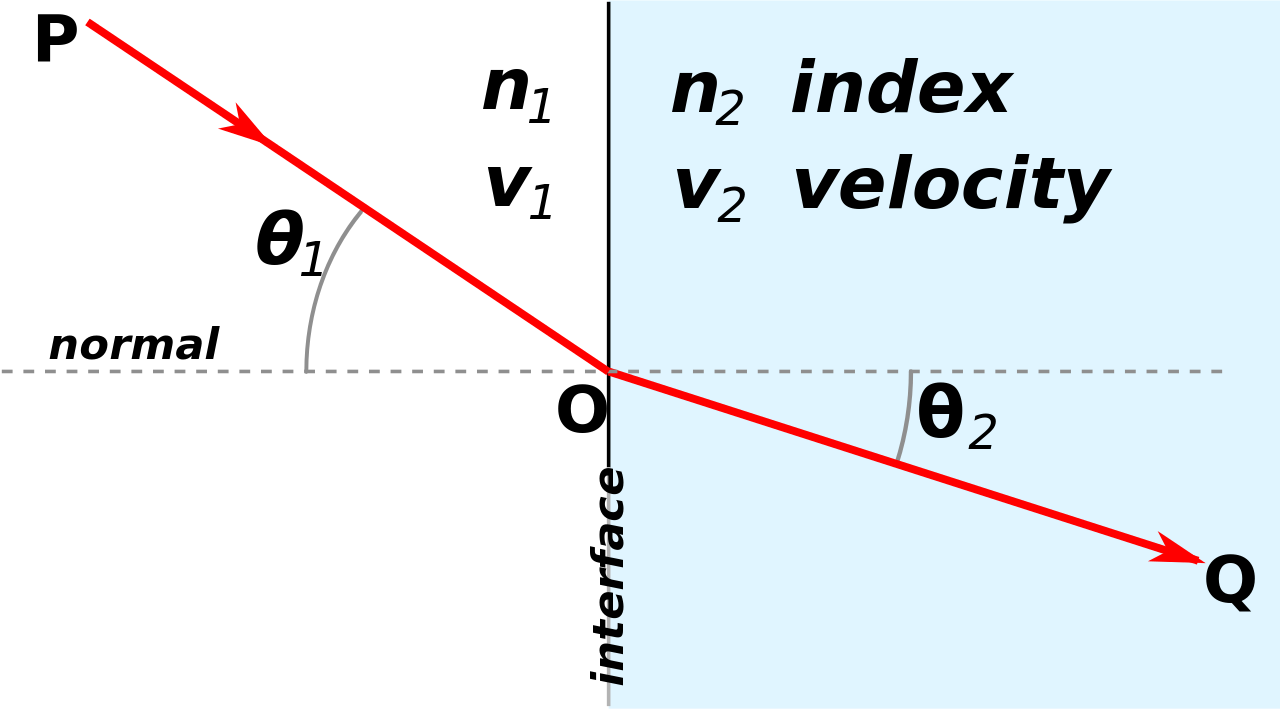 P
n₁ n₂ index
v₁ v₂ velocity
θ₁
normal
O
θ₂
interface
Q